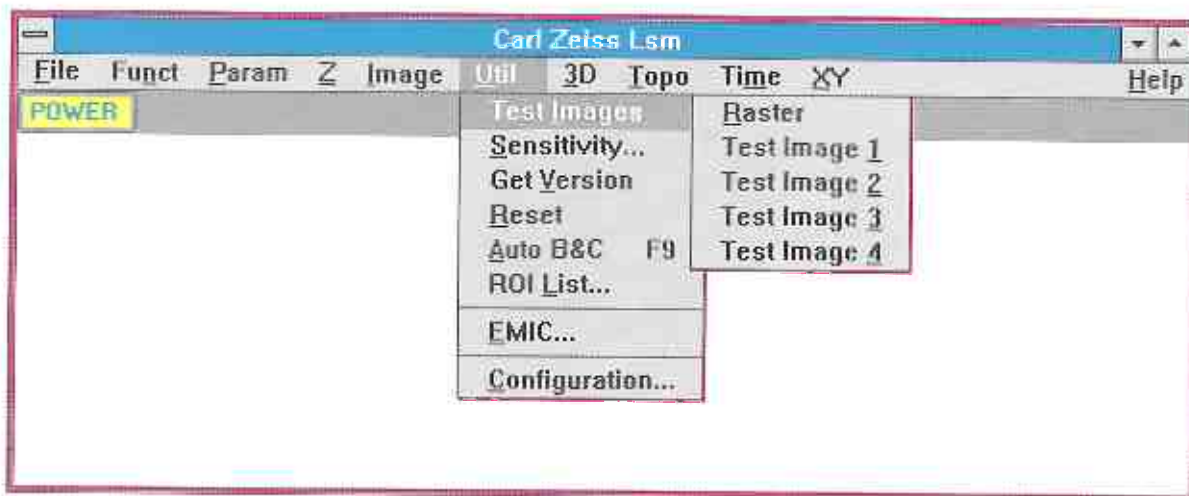 Carl Zeiss Lsm
File Funct Param Z Image Util 3D Topo Time XY Help
POWER
Test Images
Sensitivity...
Get Version
Reset
Auto B&C F9
ROI List...
EMIC...
Configuration...
Raster
Test Image 1
Test Image 2
Test Image 3
Test Image 4